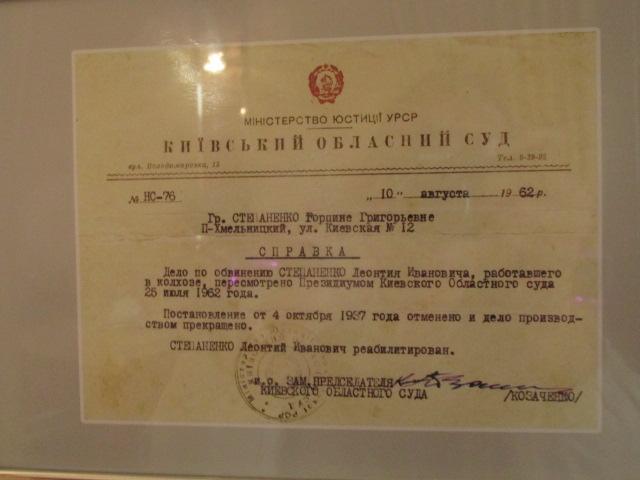 МІНІСТЕРСТВО ЮСТИЦІЇ УРСР
КИЇВСЬКИЙ ОБЛАСНИЙ СУД
вул. Володимирська, 15
Тел.
№ НС-76
„ 10 " августа 1962 р.
Гр. СТЕПАНЕНКО Горпине Григорьевне
П-Хмельницкий, ул. Киевская № 12
СПРАВКА
Дело по обвинению СТЕПАНЕНКО Леонтия Ивановича, работавшего
в колхозе, пересмотрено Президиумом Киевского Областного суда
25 июля 1962 года.
Постановление от 4 октября 1937 года отменено и дело производ-
ством прекращено.
СТЕПАНЕНКО Леонтий Иванович реабилитирован.
и.о. ЗАМ.ПРЕДСЕДАТЕЛЯ
КИЕВСКОГО ОБЛАСТНОГО СУДА /КОЗАЧЕНКО/